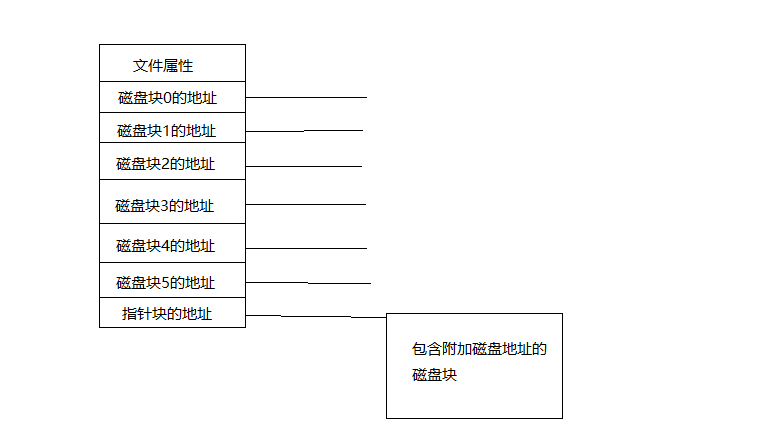 文件属性
磁盘块0的地址
磁盘块1的地址
磁盘块2的地址
磁盘块3的地址
磁盘块4的地址
磁盘块5的地址
指针块的地址
包含附加磁盘地址的
磁盘块